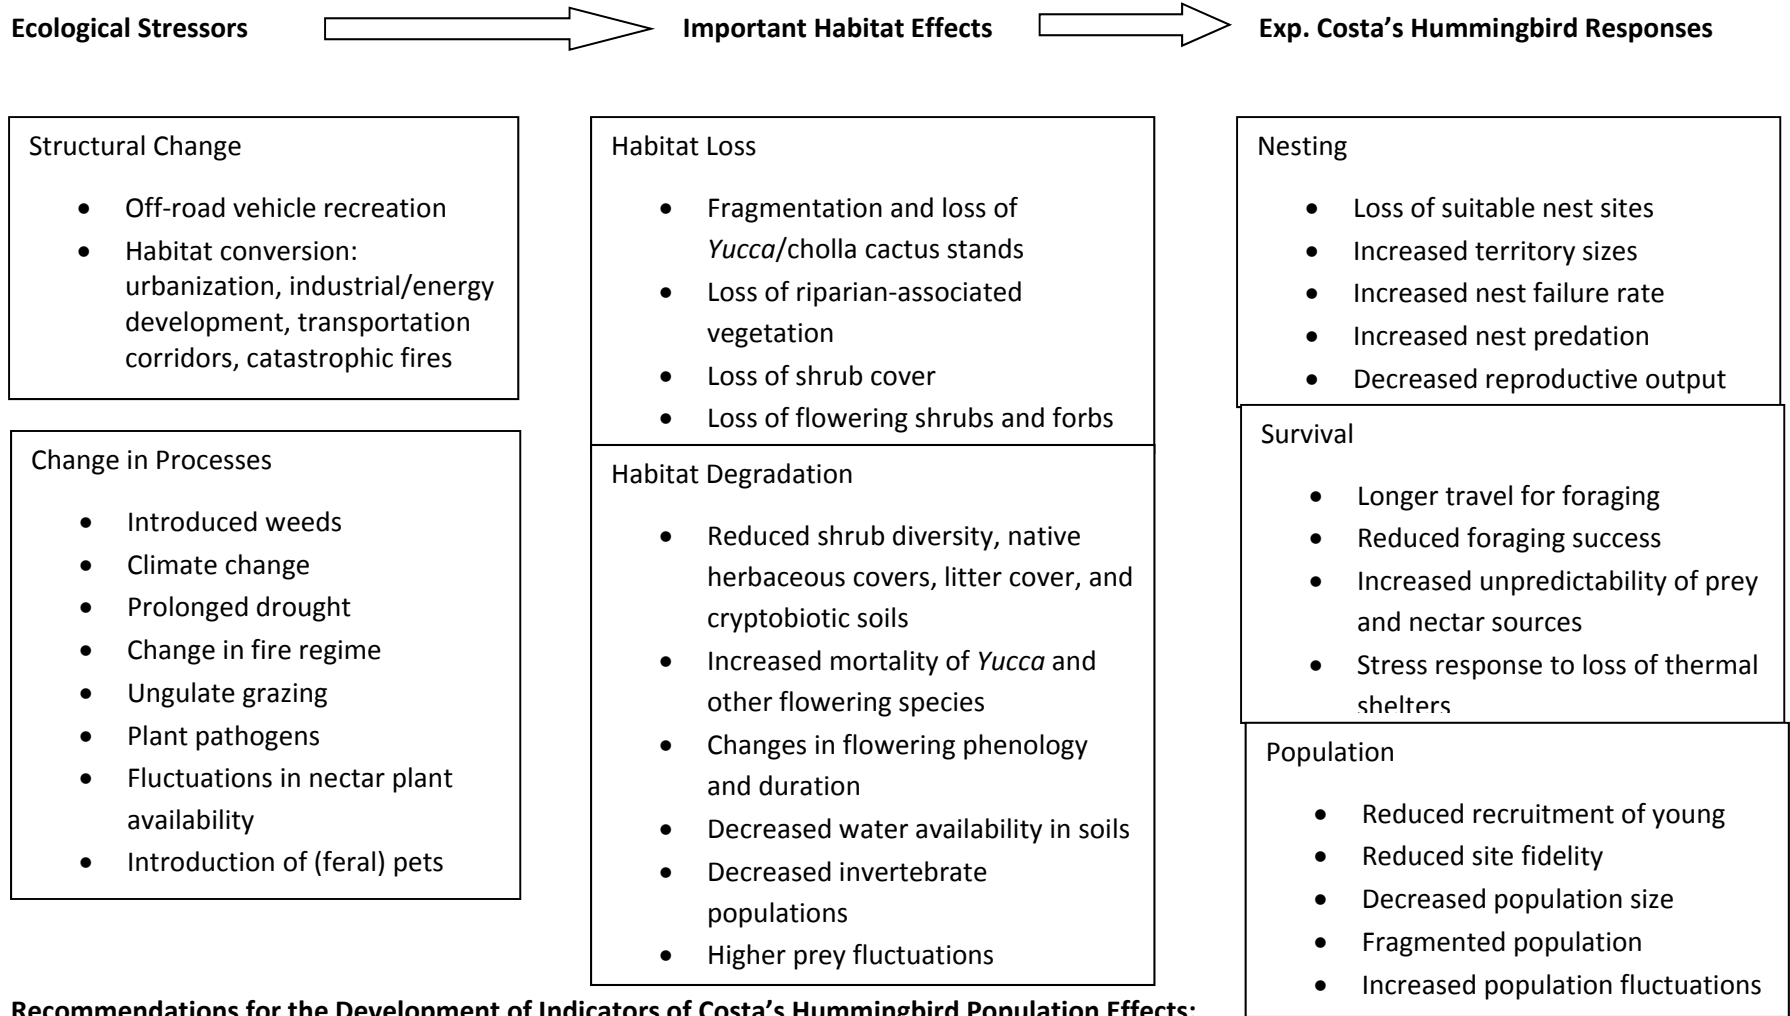 Ecological Stressors
Important Habitat Effects
Exp. Costa’s Hummingbird Responses
Structural Change
• Off-road vehicle recreation
• Habitat conversion:
urbanization, industrial/energy
development, transportation
corridors, catastrophic fires
Change in Processes
• Introduced weeds
• Climate change
• Prolonged drought
• Change in fire regime
• Ungulate grazing
• Plant pathogens
• Fluctuations in nectar plant
availability
• Introduction of (feral) pets
Habitat Loss
• Fragmentation and loss of
Yucca/cholla cactus stands
• Loss of riparian-associated
vegetation
• Loss of shrub cover
• Loss of flowering shrubs and forbs
Habitat Degradation
• Reduced shrub diversity, native
herbaceous covers, litter cover, and
cryptobiotic soils
• Increased mortality of Yucca and
other flowering species
• Changes in flowering phenology
and duration
• Decreased water availability in soils
• Decreased invertebrate
populations
• Higher prey fluctuations
Nesting
• Loss of suitable nest sites
• Increased territory sizes
• Increased nest failure rate
• Increased nest predation
• Decreased reproductive output
Survival
• Longer travel for foraging
• Reduced foraging success
• Increased unpredictability of prey
and nectar sources
• Stress response to loss of thermal
shelters
Population
• Reduced recruitment of young
• Reduced site fidelity
• Decreased population size
• Fragmented population
• Increased population fluctuations
Recommendations for the Development of Indicators of Costa’s Hummingbird Population Effects: